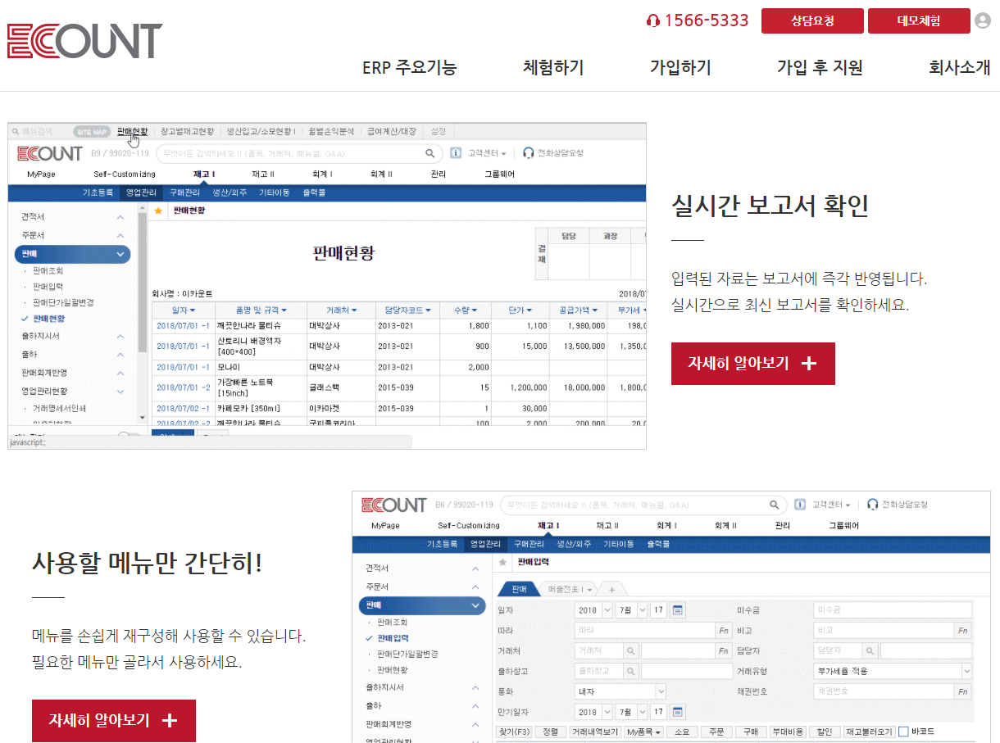 ECOUNT
1566-5333
상담요청
데모체험
ERP 주요기능
체험하기
가입하기
가입 후 지원
회사소개
메뉴검색 SITE MAP 판매현황 창고별재고현황 생산입고/소모현황 I 월별손익분석 급여계산/대장 설정
ECOUNT B9 / 99020-119 무엇이든 검색하세요 !! (품목, 거래처, 매뉴얼, Q&A) 고객센터 전화상담요청
MyPage Self-Customizing 재고 I 재고 II 회계 I 회계 II 관리 그룹웨어
기초등록 영업관리 구매관리 생산/외주 기타이동 출력물
견적서
주문서
판매
판매조회
판매입력
판매단가일괄변경
판매현황
출하지시서
출하
판매회계반영
영업관리현황
거래명세서인쇄
javascript:;
판매현황
판매현황
결재 담당 과장
회사명 : 이카운트 2018/07
일자 품명 및 규격 거래처 담당자코드 수량 단가 공급가액 부가세
2018/07/01 -1 깨끗한나라 물티슈 대박상사 2013-021 1,800 1,100 1,980,000 198,0
2018/07/01 -1 산토리니 배경액자 [400*400] 대박상사 2013-021 900 15,000 13,500,000 1,350,0
2018/07/01 -1 모나미 대박상사 2013-021 2,000
2018/07/01 -2 가장빠른 노트북 [15inch] 클래스백 2015-039 15 1,200,000 18,000,000 1,800,0
2018/07/02 -1 카페모카 [350ml] 이카마켓 2015-039 1 30,000
2018/07/02 -2 깨끗한나라 물티슈 굿피플코리아 100 2,000 200,000 20,0
실시간 보고서 확인
입력된 자료는 보고서에 즉각 반영됩니다.
실시간으로 최신 보고서를 확인하세요.
자세히 알아보기 +
사용할 메뉴만 간단히!
메뉴를 손쉽게 재구성해 사용할 수 있습니다.
필요한 메뉴만 골라서 사용하세요.
자세히 알아보기 +
ECOUNT B6 / 99020-119 무엇이든 검색하세요 !! (품목, 거래처, 매뉴얼, Q&A) 고객센터 전화상담요청
MyPage Self-Customizing 재고 I 재고 II 회계 I 회계 II 관리 그룹웨어
기초등록 영업관리 구매관리 생산/외주 기타이동 출력물
견적서
주문서
판매
판매조회
판매입력
판매단가일괄변경
판매현황
출하지시서
출하
판매회계반영
영업관리현황
판매입력
판매 매출전표 I +
일자 2018 7월 17 미수금 미수금
따라 따라 Fn 비고 비고 Fn
거래처 거래처 Fn 담당자 담당자
출하창고 출하창고 거래유형 부가세율 적용
통화 내자 채권번호 채권번호 Fn
만기일자 2018 7월 17
찾기(F3) 정렬 거래내역보기 My품목 소요 주문 구매 부대비용 할인 재고불러오기 바코드